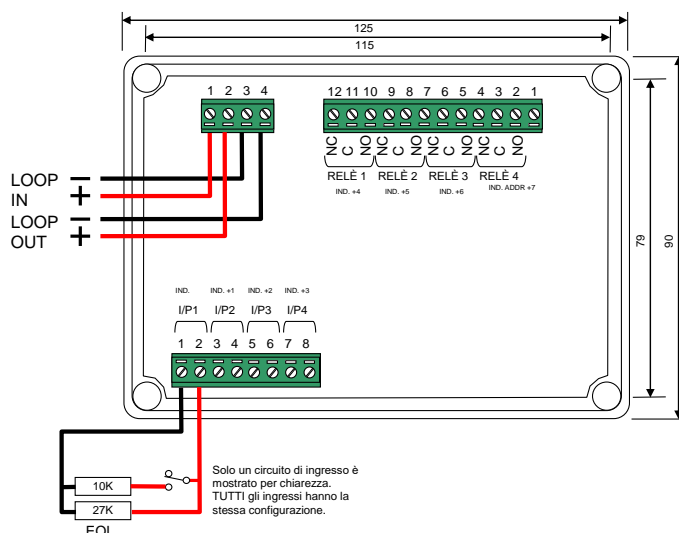 125
115
1 2 3 4
12 11 10 9 8 7 6 5 4 3 2 1
NC C NO NC C NO NC C NO NC C NO
RELÈ 1 RELÈ 2 RELÈ 3 RELÈ 4
IND. +4 IND. +5 IND. +6 IND. ADDR +7
LOOP −
IN +
LOOP −
OUT +
79
90
IND. IND. +1 IND. +2 IND. +3
I/P1 I/P2 I/P3 I/P4
1 2 3 4 5 6 7 8
10K
27K
EOL
Solo un circuito di ingresso è
mostrato per chiarezza.
TUTTI gli ingressi hanno la
stessa configurazione.